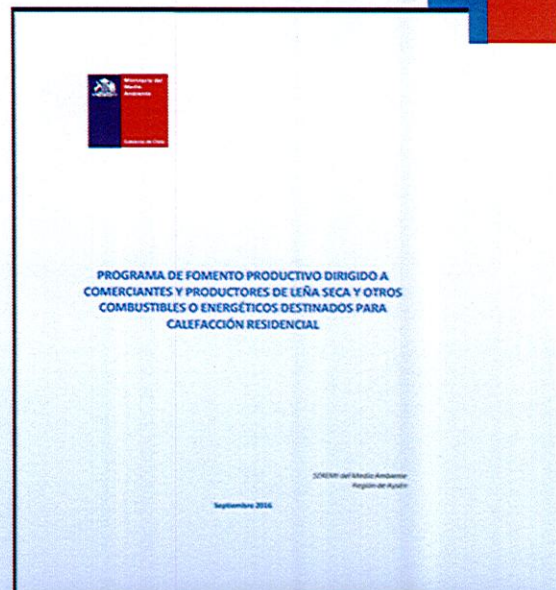 Ministerio del
Medio
Ambiente
Gobierno de Chile
PROGRAMA DE FOMENTO PRODUCTIVO DIRIGIDO A
COMERCIANTES Y PRODUCTORES DE LEÑA SECA Y OTROS
COMBUSTIBLES O ENERGÉTICOS DESTINADOS PARA
CALEFACCIÓN RESIDENCIAL
SEREMI del Medio Ambiente
Región de Aysén
Septiembre 2016